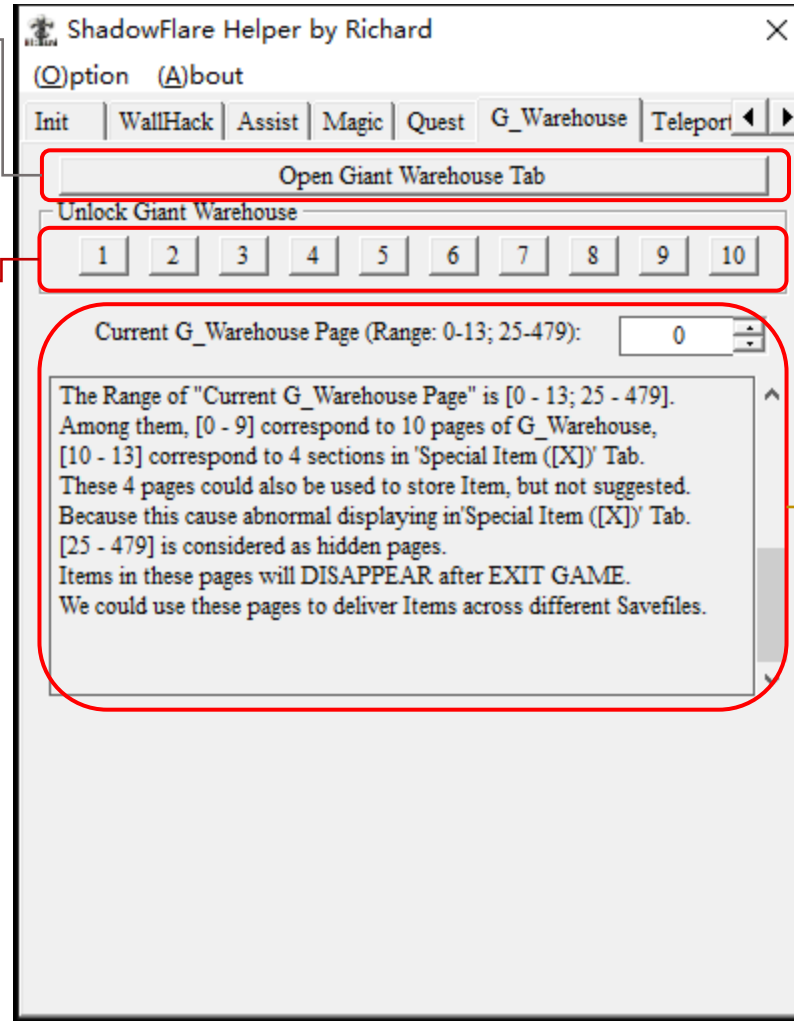 ShadowFlare Helper by Richard
(O)ption (A)bout
Init WallHack Assist Magic Quest G_Warehouse Teleport
Open Giant Warehouse Tab
Unlock Giant Warehouse
1 2 3 4 5 6 7 8 9 10
Current G_Warehouse Page (Range: 0-13; 25-479): 0
The Range of "Current G_Warehouse Page" is [0 - 13; 25 - 479].
Among them, [0 - 9] correspond to 10 pages of G_Warehouse,
[10 - 13] correspond to 4 sections in 'Special Item ([X])' Tab.
These 4 pages could also be used to store Item, but not suggested.
Because this cause abnormal displaying in'Special Item ([X])' Tab.
[25 - 479] is considered as hidden pages.
Items in these pages will DISAPPEAR after EXIT GAME.
We could use these pages to deliver Items across different Savefiles.